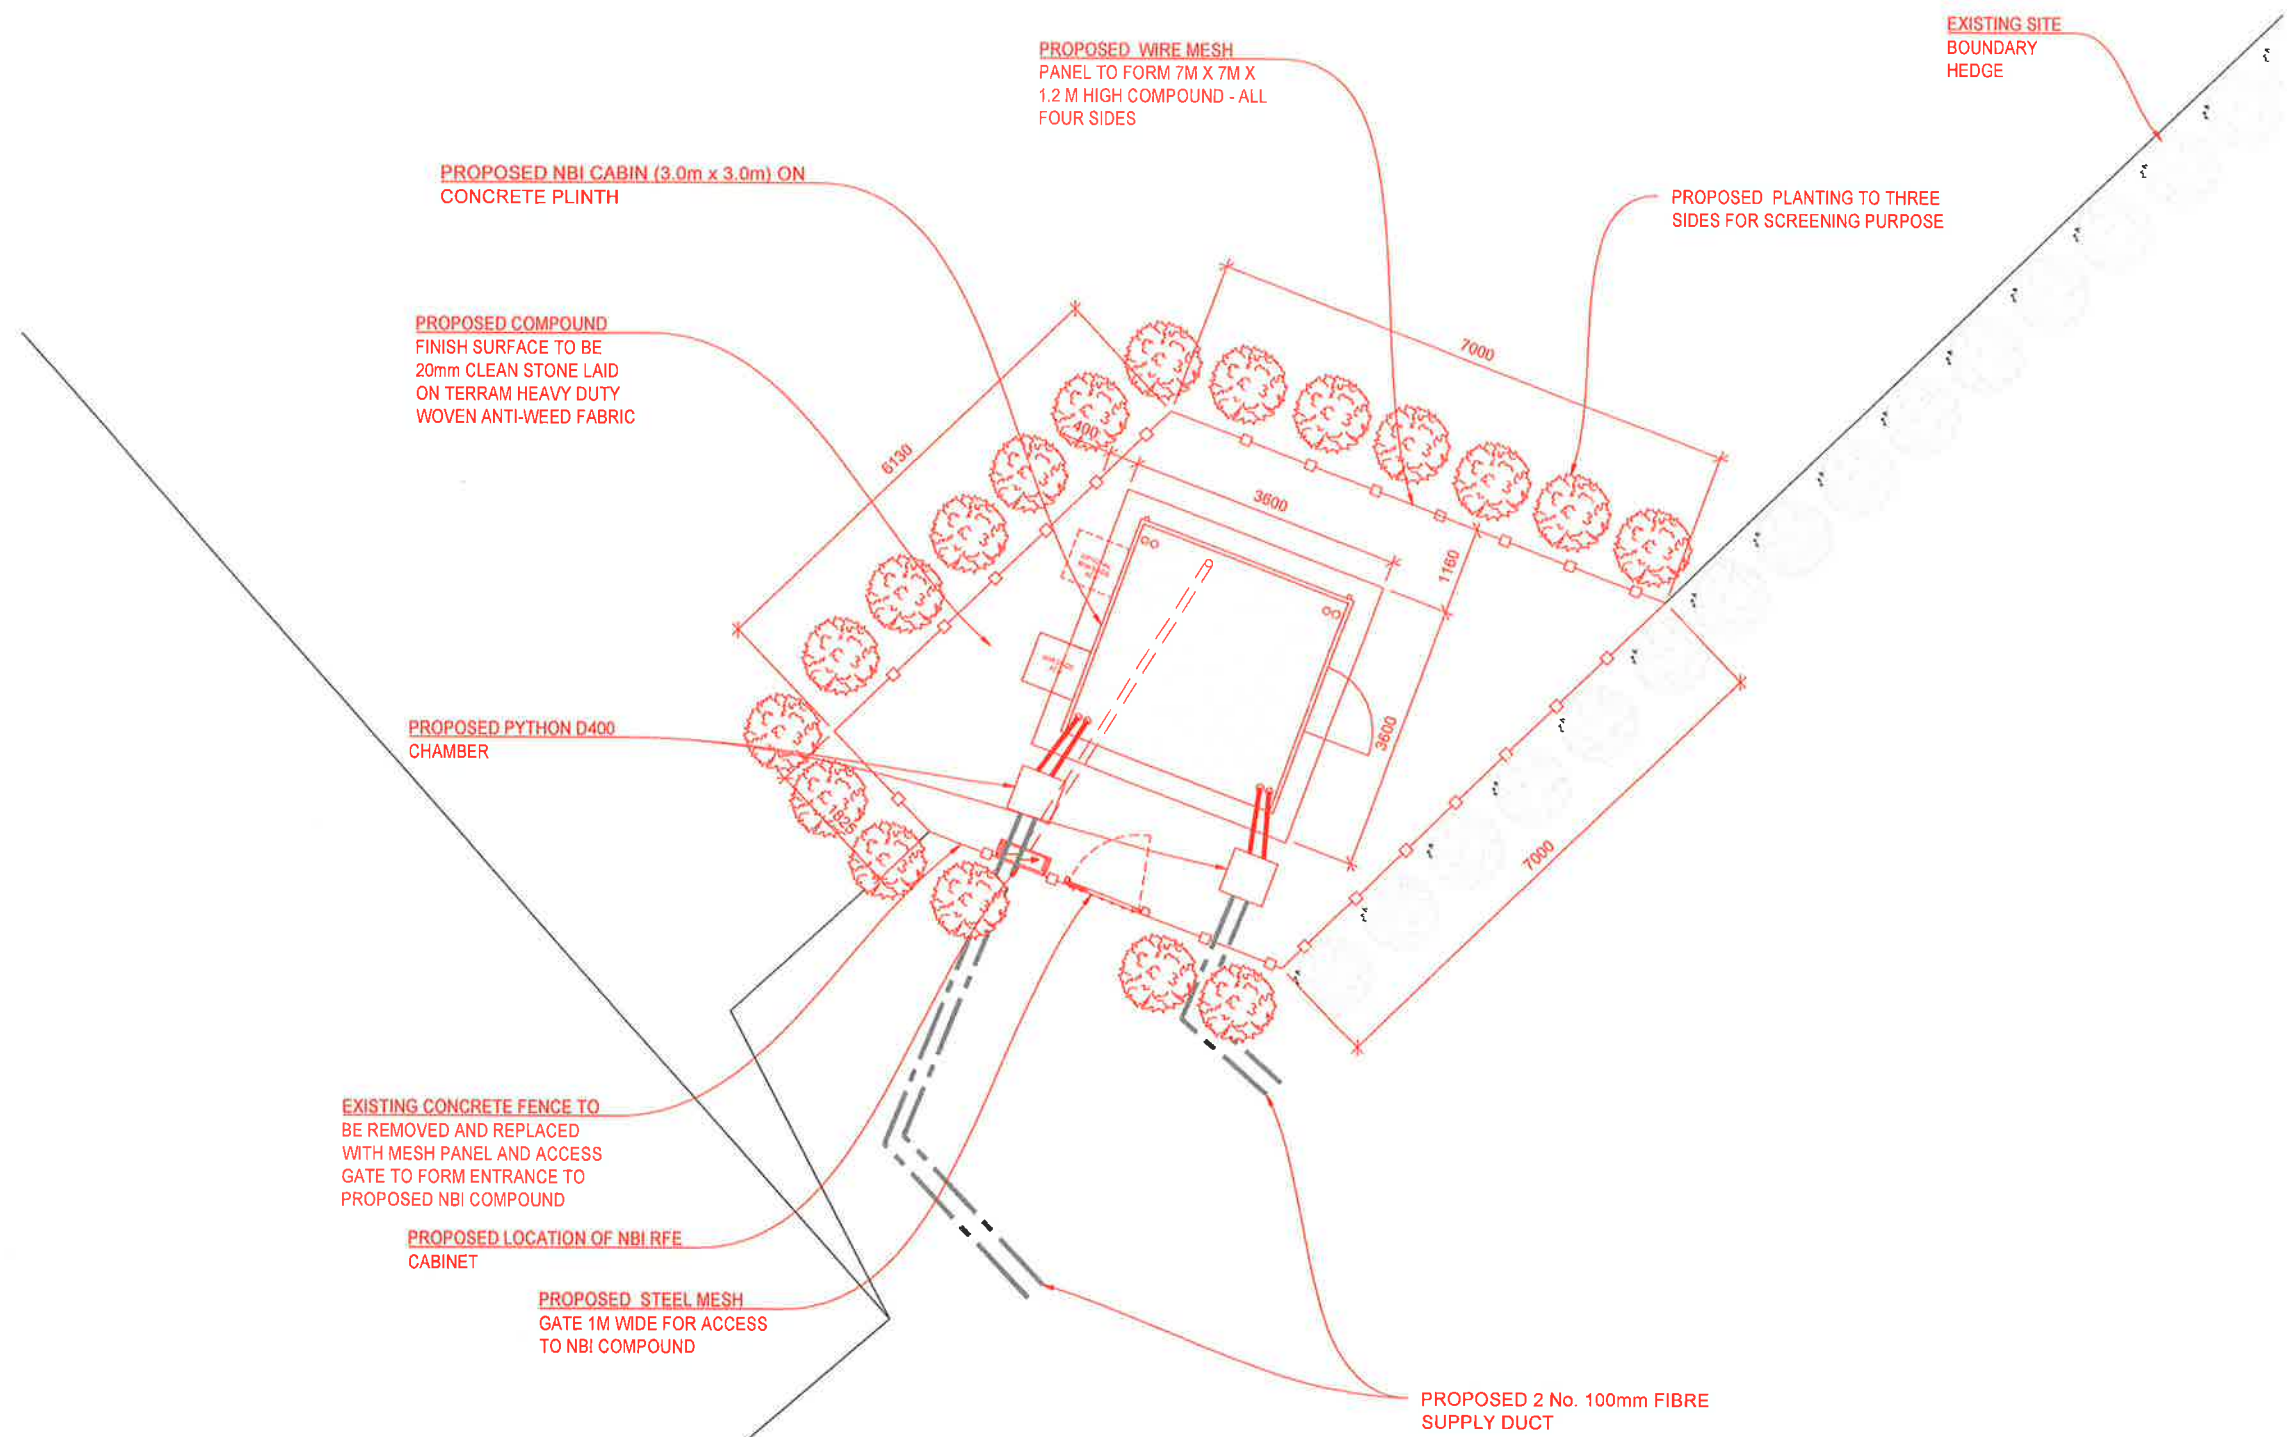 EXISTING SITE
BOUNDARY
HEDGE
PROPOSED WIRE MESH
PANEL TO FORM 7M X 7M X
1.2 M HIGH COMPOUND - ALL
FOUR SIDES
PROPOSED NBI CABIN (3.0m x 3.0m) ON
CONCRETE PLINTH
PROPOSED PLANTING TO THREE
SIDES FOR SCREENING PURPOSE
PROPOSED COMPOUND
FINISH SURFACE TO BE
20mm CLEAN STONE LAID
ON TERRAM HEAVY DUTY
WOVEN ANTI-WEED FABRIC
7000
400
6130
3600
1160
3600
PROPOSED PYTHON D400
CHAMBER
1825
7000
EXISTING CONCRETE FENCE TO
BE REMOVED AND REPLACED
WITH MESH PANEL AND ACCESS
GATE TO FORM ENTRANCE TO
PROPOSED NBI COMPOUND
PROPOSED LOCATION OF NBI RFE
CABINET
PROPOSED STEEL MESH
GATE 1M WIDE FOR ACCESS
TO NBI COMPOUND
PROPOSED 2 No. 100mm FIBRE
SUPPLY DUCT